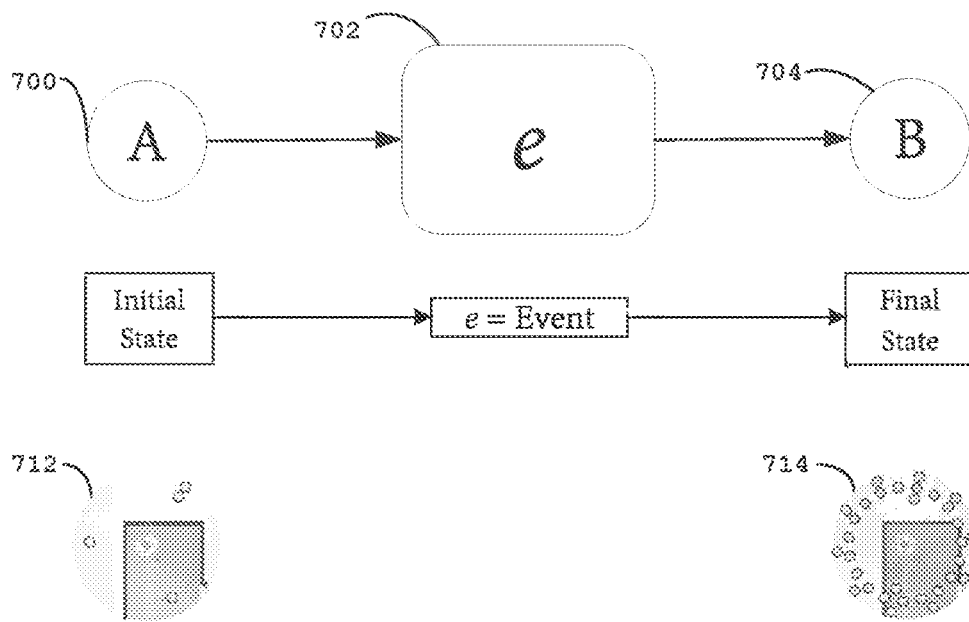 702
700
704
A
e
B
Initial
State
e = Event
Final
State
712
714